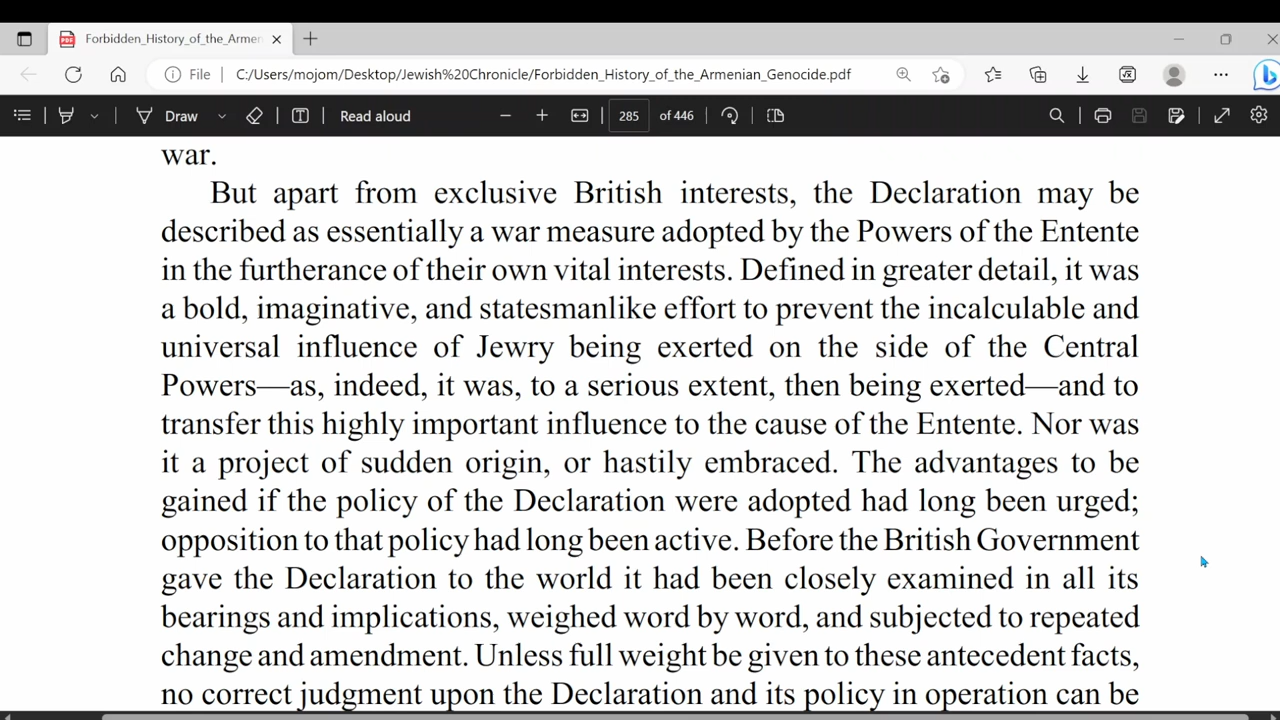 Forbidden_History_of_the_Armen
File C:/Users/mojom/Desktop/Jewish%20Chronicle/Forbidden_History_of_the_Armenian_Genocide.pdf
Draw Read aloud 285 of 446
war.
But apart from exclusive British interests, the Declaration may be
described as essentially a war measure adopted by the Powers of the Entente
in the furtherance of their own vital interests. Defined in greater detail, it was
a bold, imaginative, and statesmanlike effort to prevent the incalculable and
universal influence of Jewry being exerted on the side of the Central
Powers—as, indeed, it was, to a serious extent, then being exerted—and to
transfer this highly important influence to the cause of the Entente. Nor was
it a project of sudden origin, or hastily embraced. The advantages to be
gained if the policy of the Declaration were adopted had long been urged;
opposition to that policy had long been active. Before the British Government
gave the Declaration to the world it had been closely examined in all its
bearings and implications, weighed word by word, and subjected to repeated
change and amendment. Unless full weight be given to these antecedent facts,
no correct judgment upon the Declaration and its policy in operation can be